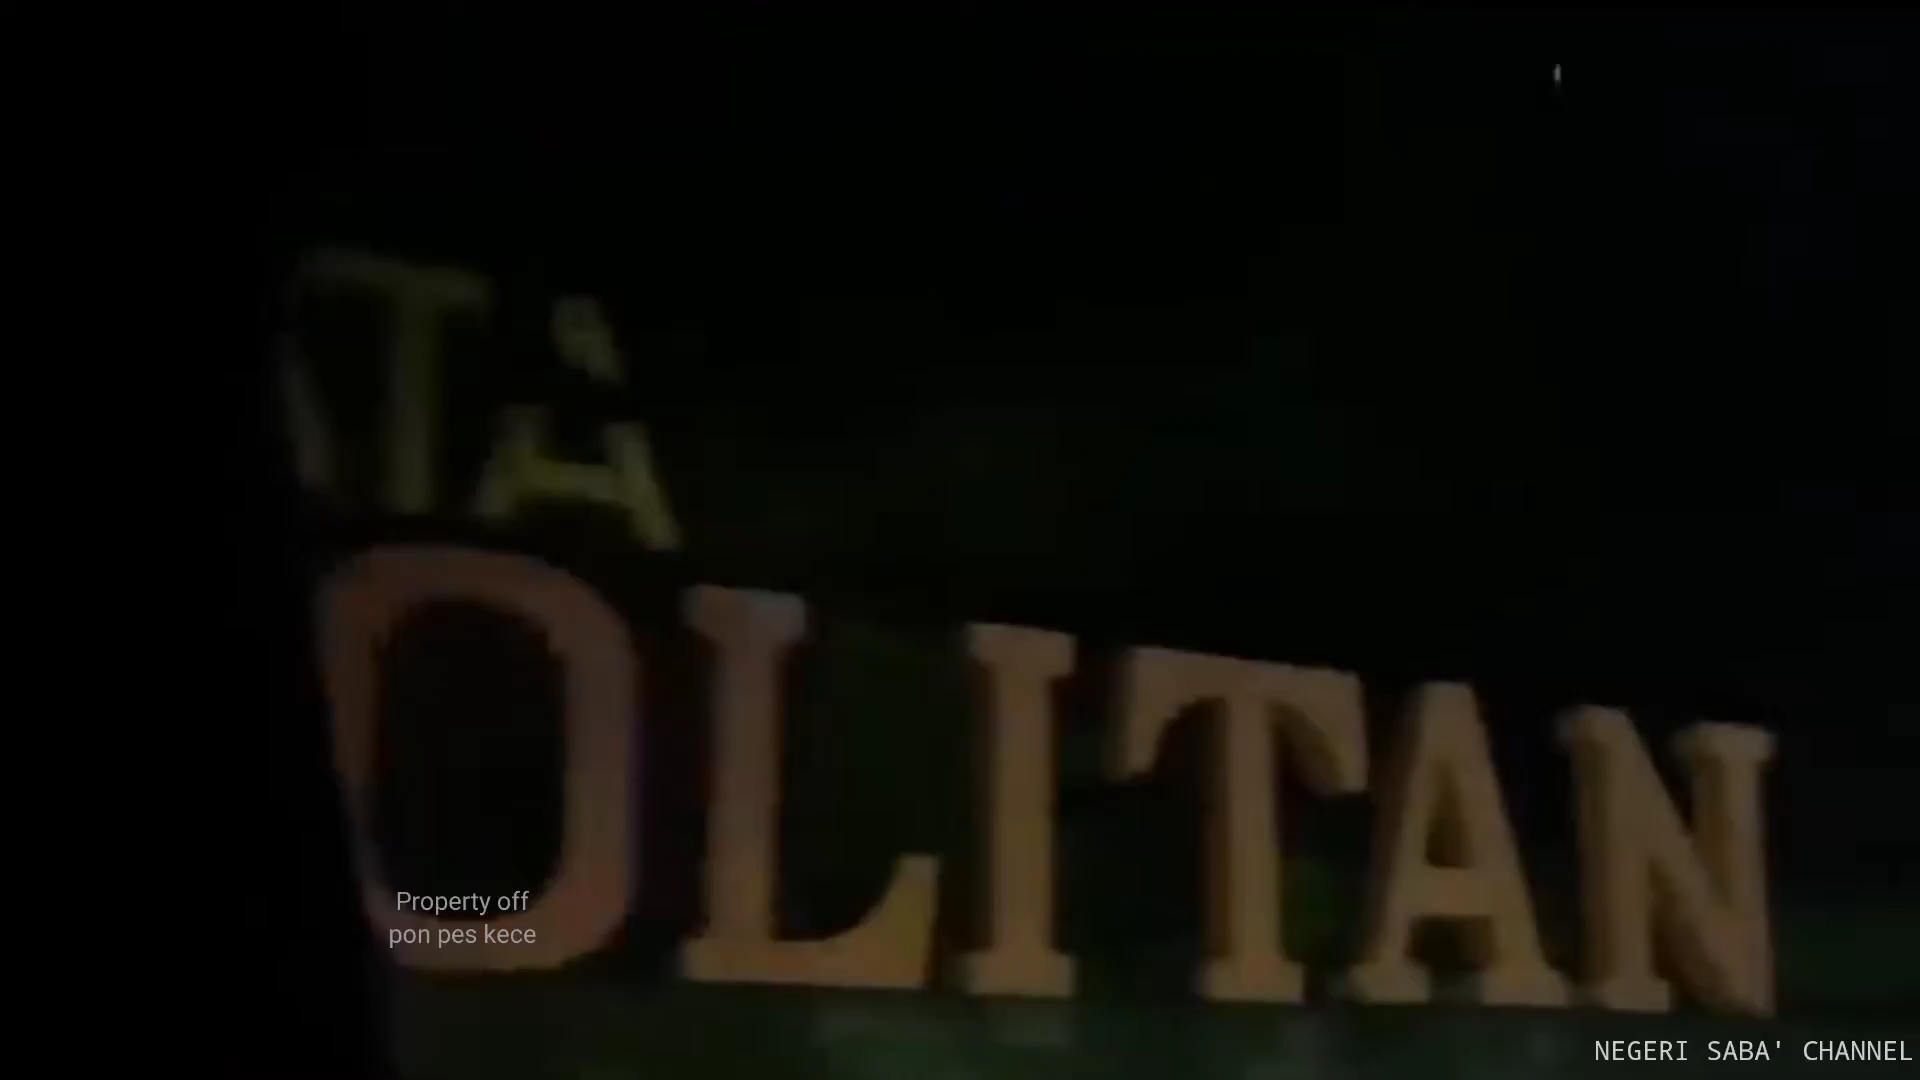 TA
OLITAN
Property off
pon pes kece
NEGERI SABA' CHANNEL